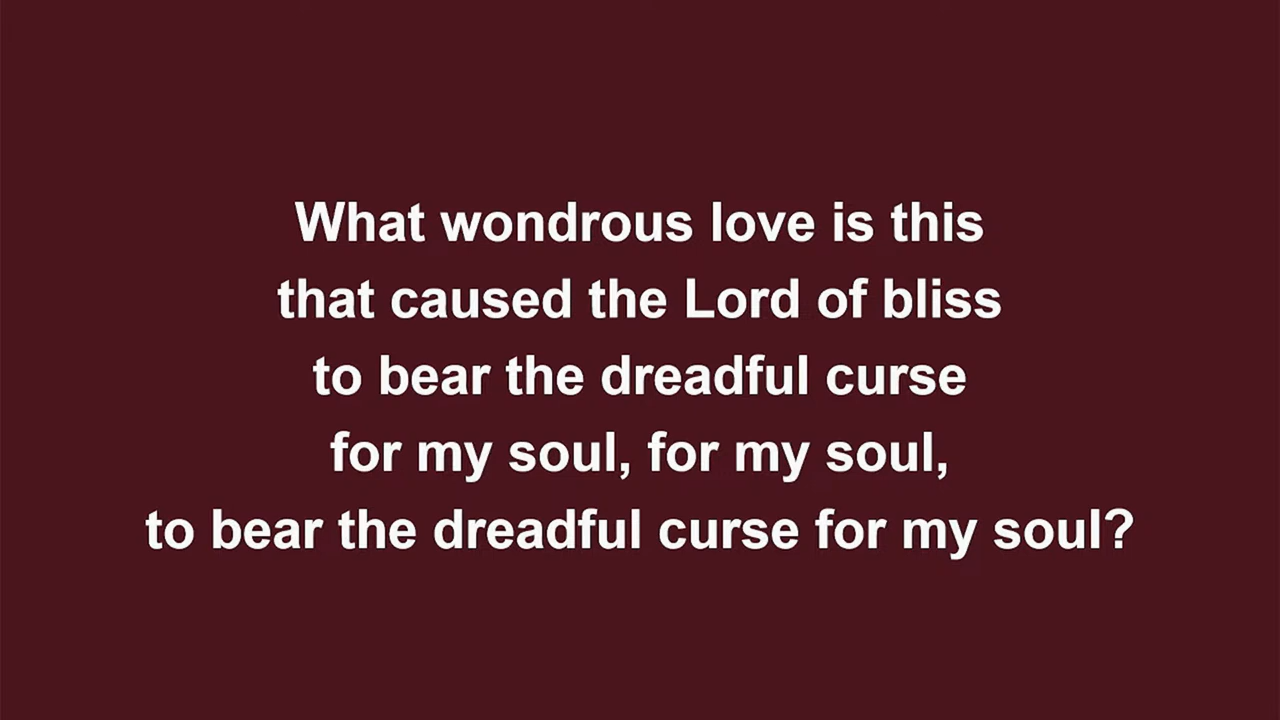 What wondrous love is this
that caused the Lord of bliss
to bear the dreadful curse
for my soul, for my soul,
to bear the dreadful curse for my soul?